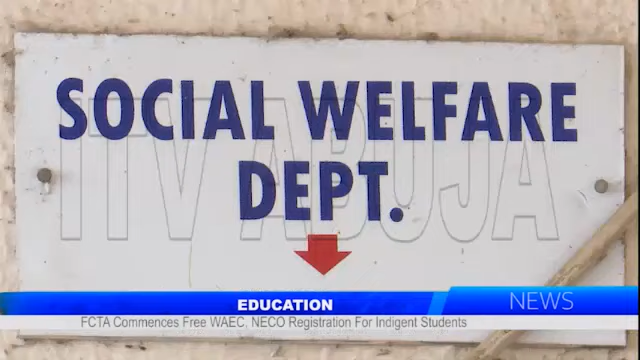 SOCIAL WELFARE
DEPT.
ITV ABUJA
EDUCATION
NEWS
FCTA Commences Free WAEC, NECO Registration For Indigent Students